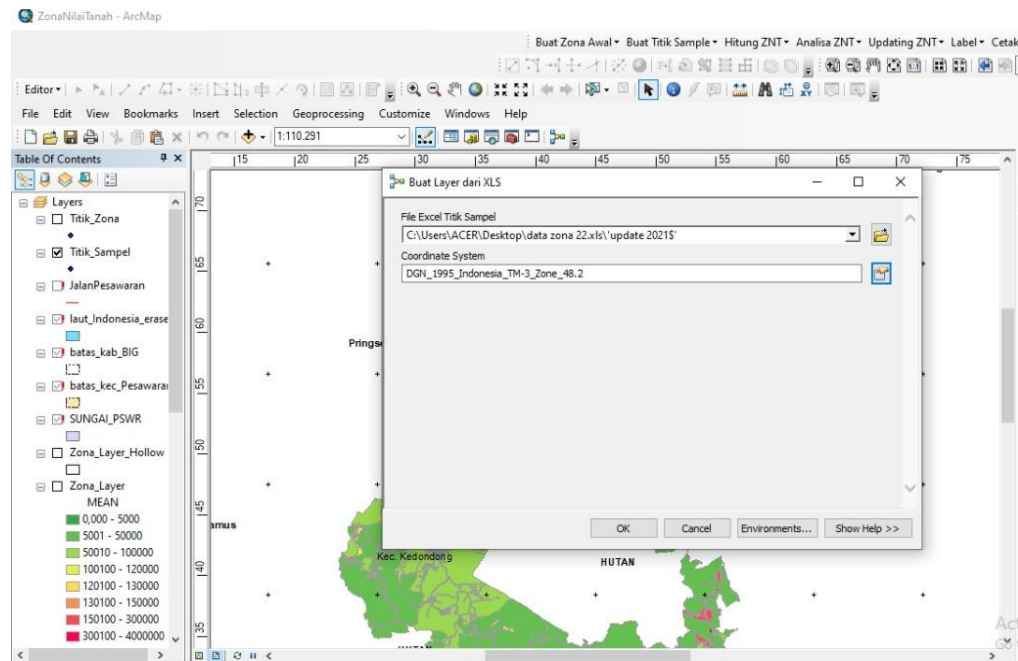 ZonaNilaiTanah - ArcMap
Buat Zona Awal Buat Titik Sample Hitung ZNT Analisa ZNT Updating ZNT Label Cetak
Editor
File Edit View Bookmarks Insert Selection Geoprocessing Customize Windows Help
1:110.291
Table Of Contents
15 20 25 30 35 40 45 50 55 60 65 70 75
Layers
Titik_Zona
Titik_Sampel
JalanPesawaran
laut_Indonesia_erase
batas_kab_BIG
batas_kec_Pesawaran
SUNGAI_PSWR
Zona_Layer_Hollow
Zona_Layer
MEAN
0,000 - 5000
5001 - 50000
50010 - 100000
100100 - 120000
120100 - 130000
130100 - 150000
150100 - 300000
300100 - 4000000
70
65
60
55
50
45
40
35
Buat Layer dari XLS
File Excel Titik Sampel
C:\Users\ACER\Desktop\data zona 22.xls\'update 2021$'
Coordinate System
DGN_1995_Indonesia_TM-3_Zone_48.2
OK Cancel Environments... Show Help >>
Pringse
amus
Kec. Kedondong
HUTAN